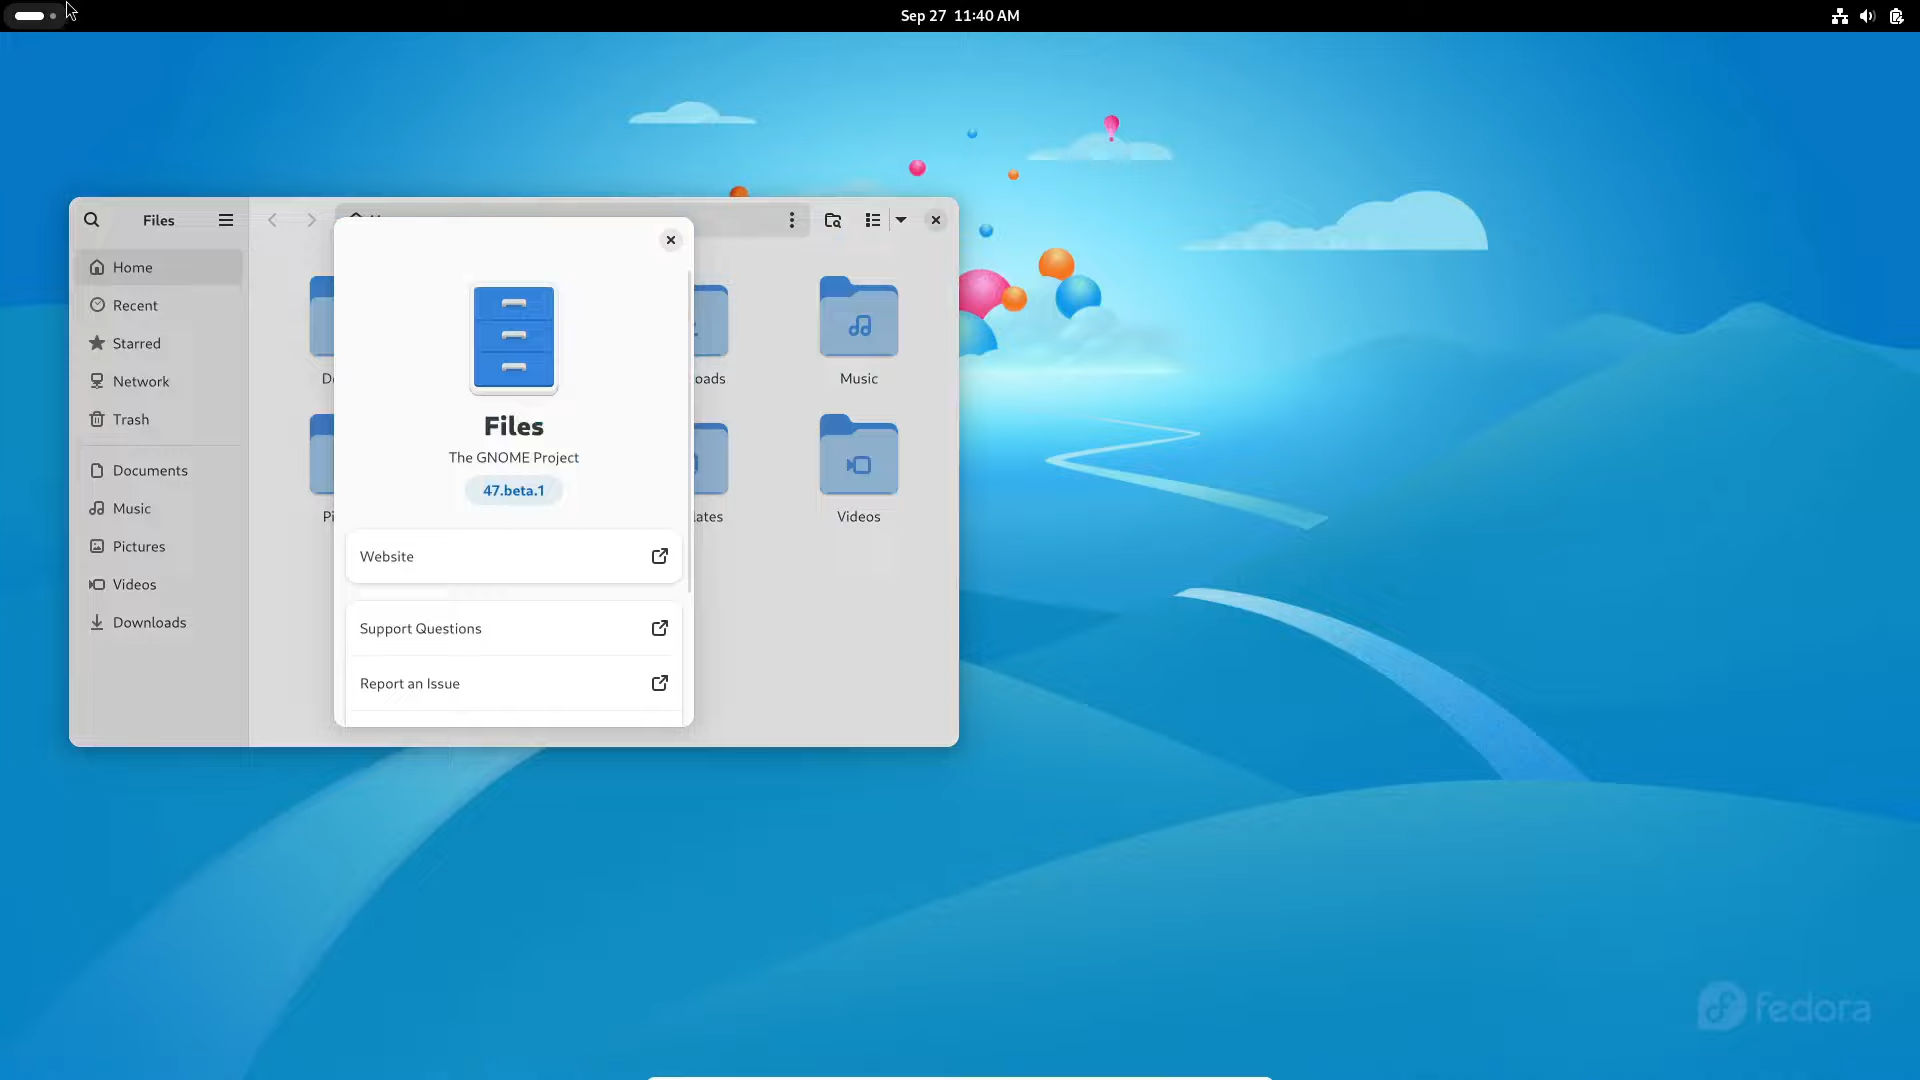 Sep 27 11:40 AM
Files
Home
Recent
Starred
Network
Trash
Documents
Music
Pictures
Videos
Downloads
Files
The GNOME Project
47.beta.1
Website
Support Questions
Report an Issue
oads
Music
lates
Videos
fedora